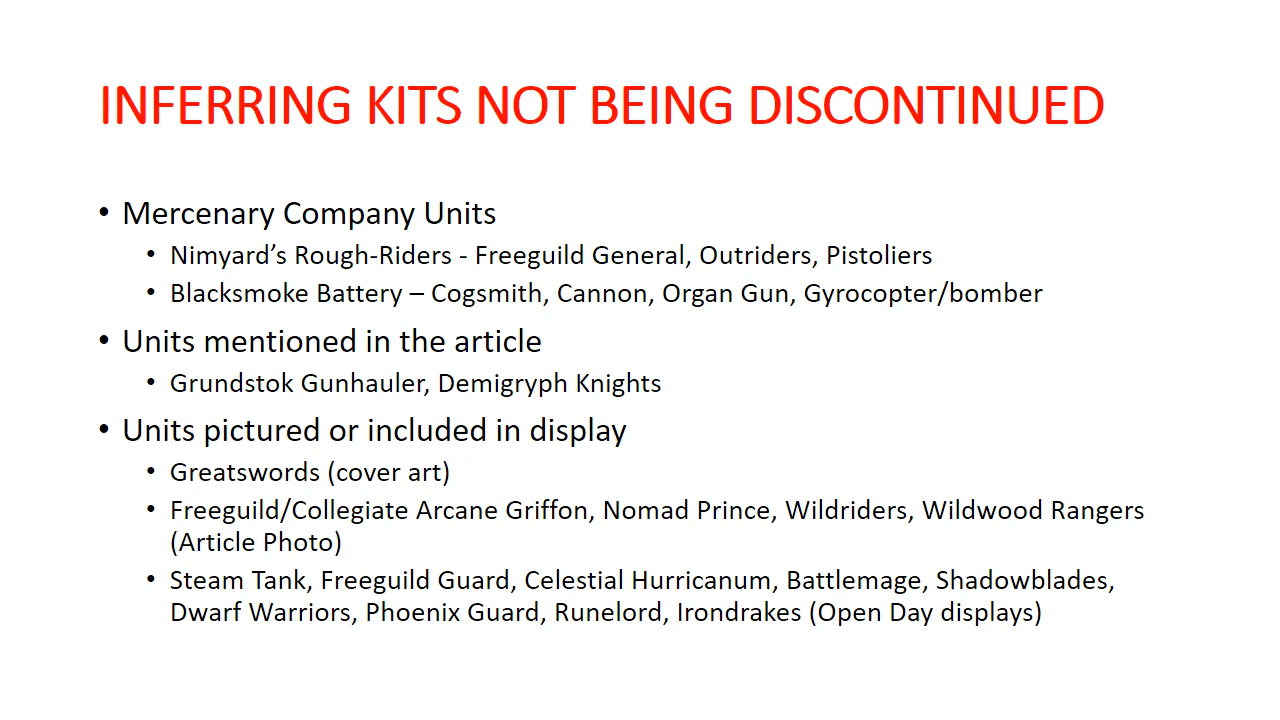 INFERRING KITS NOT BEING DISCONTINUED
• Mercenary Company Units
• Nimyard’s Rough-Riders - Freeguild General, Outriders, Pistoliers
• Blacksmoke Battery – Cogsmith, Cannon, Organ Gun, Gyrocopter/bomber
• Units mentioned in the article
• Grundstok Gunhauler, Demigryph Knights
• Units pictured or included in display
• Greatswords (cover art)
• Freeguild/Collegiate Arcane Griffon, Nomad Prince, Wildriders, Wildwood Rangers
(Article Photo)
• Steam Tank, Freeguild Guard, Celestial Hurricanum, Battlemage, Shadowblades,
Dwarf Warriors, Phoenix Guard, Runelord, Irondrakes (Open Day displays)